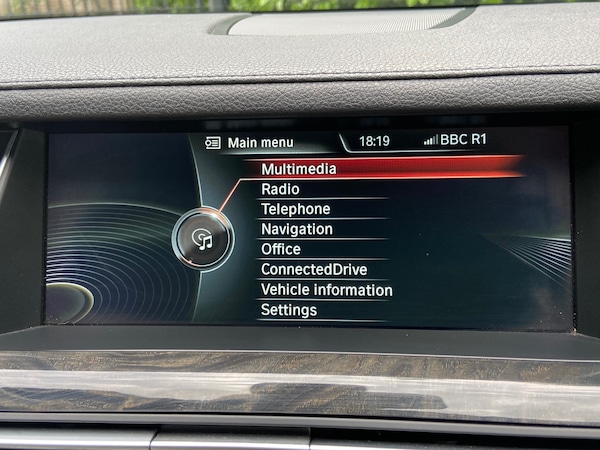 Main menu 18:19 BBC R1
Multimedia
Radio
Telephone
Navigation
Office
ConnectedDrive
Vehicle information
Settings